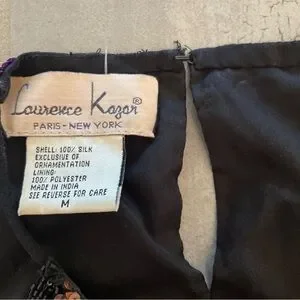 Laurence Kazar®
PARIS-NEW YORK
SHELL: 100% SILK
EXCLUSIVE OF
ORNAMENTATION
LINING:
100% POLYESTER
MADE IN INDIA
SEE REVERSE FOR CARE
M